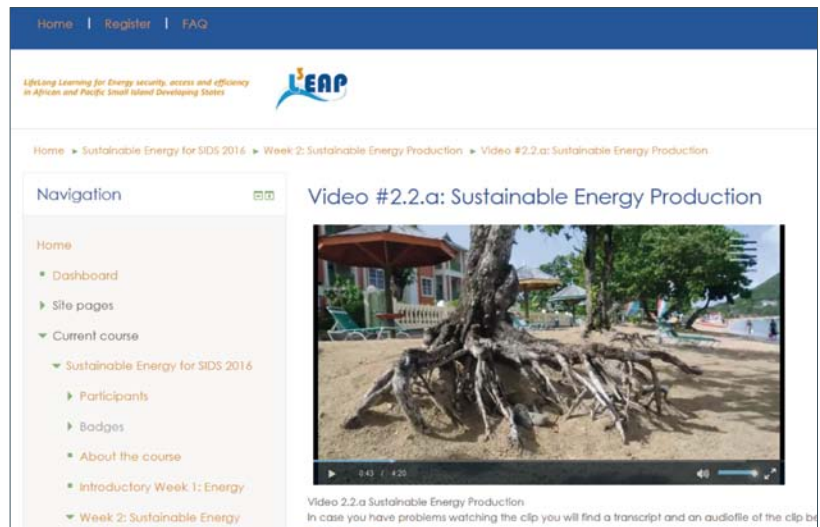 Home | Register | FAQ
LifeLong Learning for Energy security, access and efficiency
in African and Pacific Small Island Developing States
L³EAP
Home ▸ Sustainable Energy for SIDS 2016 ▸ Week 2: Sustainable Energy Production ▸ Video #2.2.a: Sustainable Energy Production
Navigation
Home
Dashboard
Site pages
Current course
Sustainable Energy for SIDS 2016
Participants
Badges
About the course
Introductory Week 1: Energy
Week 2: Sustainable Energy
Video #2.2.a: Sustainable Energy Production
0:43 / 4:20
Video 2.2.a Sustainable Energy Production
In case you have problems watching the clip you will find a transcript and an audiofile of the clip be